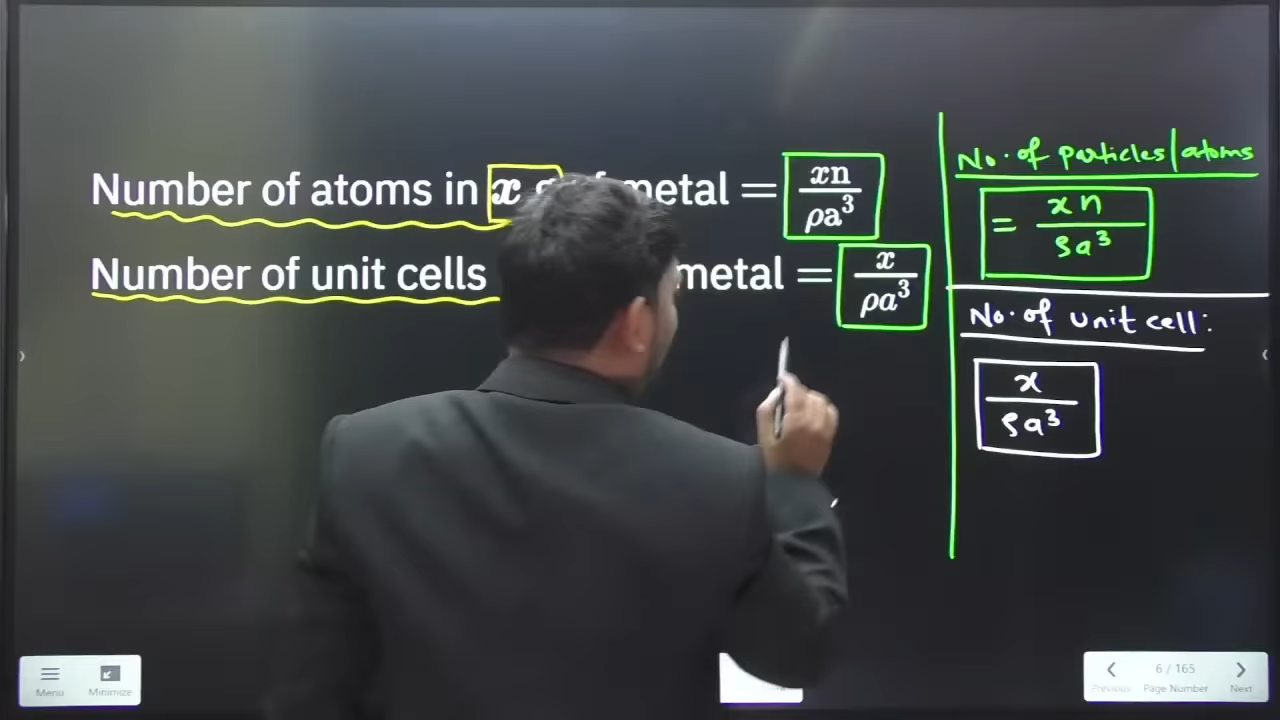 Number of atoms in x of metal = xn/ρa³
Number of unit cells metal = x/ρa³
No. of particles/atoms
= xn/ρa³
No. of unit cell:
x/ρa³
Menu
Minimize
6 / 165
Previous Page Number Next